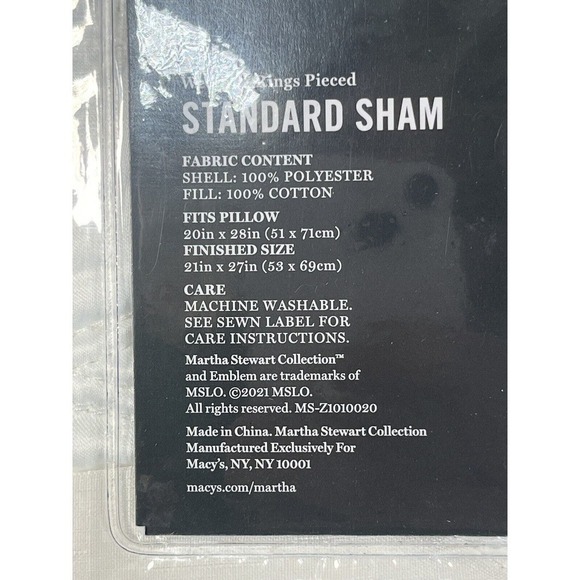 Rings Pieced
STANDARD SHAM
FABRIC CONTENT
SHELL: 100% POLYESTER
FILL: 100% COTTON
FITS PILLOW
20in x 28in (51 x 71cm)
FINISHED SIZE
21in x 27in (53 x 69cm)
CARE
MACHINE WASHABLE.
SEE SEWN LABEL FOR
CARE INSTRUCTIONS.
Martha Stewart Collection™
and Emblem are trademarks of
MSLO. ©2021 MSLO.
All rights reserved. MS-Z1010020
Made in China. Martha Stewart Collection
Manufactured Exclusively For
Macy's, NY, NY 10001
macys.com/martha